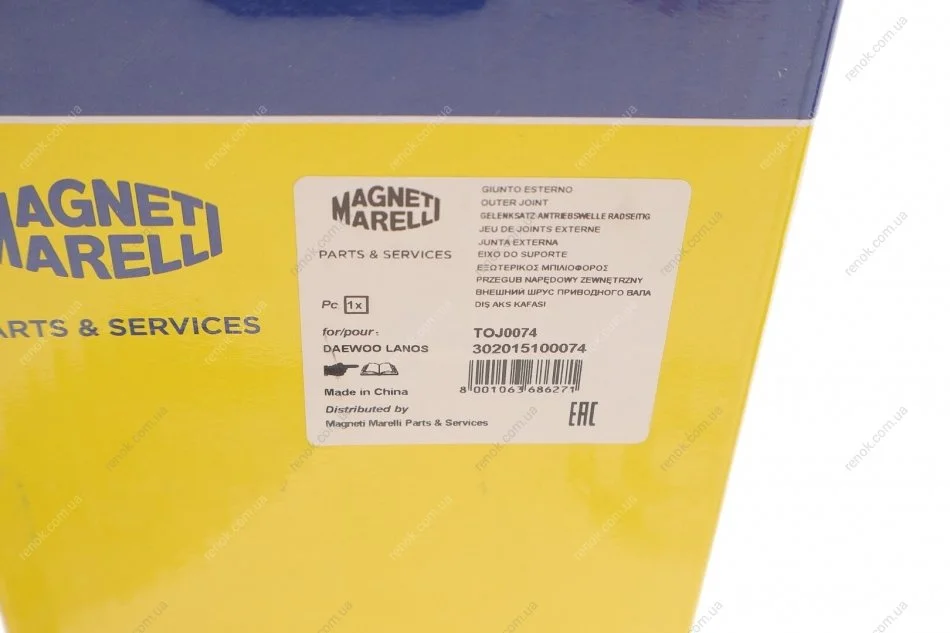 MAGNETI
MARELLI
PARTS & SERVICES
MAGNETI
MARELLI
PARTS & SERVICES
Pc. 1x
for/pour:
DAEWOO LANOS
Made in China
Distributed by
Magneti Marelli Parts & Services
GIUNTO ESTERNO
OUTER JOINT
GELENKSATZ-ANTRIEBSWELLE RADSEITIG
JEU DE JOINTS EXTERNE
JUNTA EXTERNA
EIXO DO SUPORTE
ΕΞΩΤΕΡΙΚΟΣ ΜΠΙΛΙΟΦΟΡΟΣ
PRZEGUB NAPĘDOWY ZEWNĘTRZNY
ВНЕШНИЙ ШРУС ПРИВОДНОГО ВАЛА
DIŞ AKS KAFASI
TOJ0074
302015100074
8 001063 686271
EAC
renok.com.ua